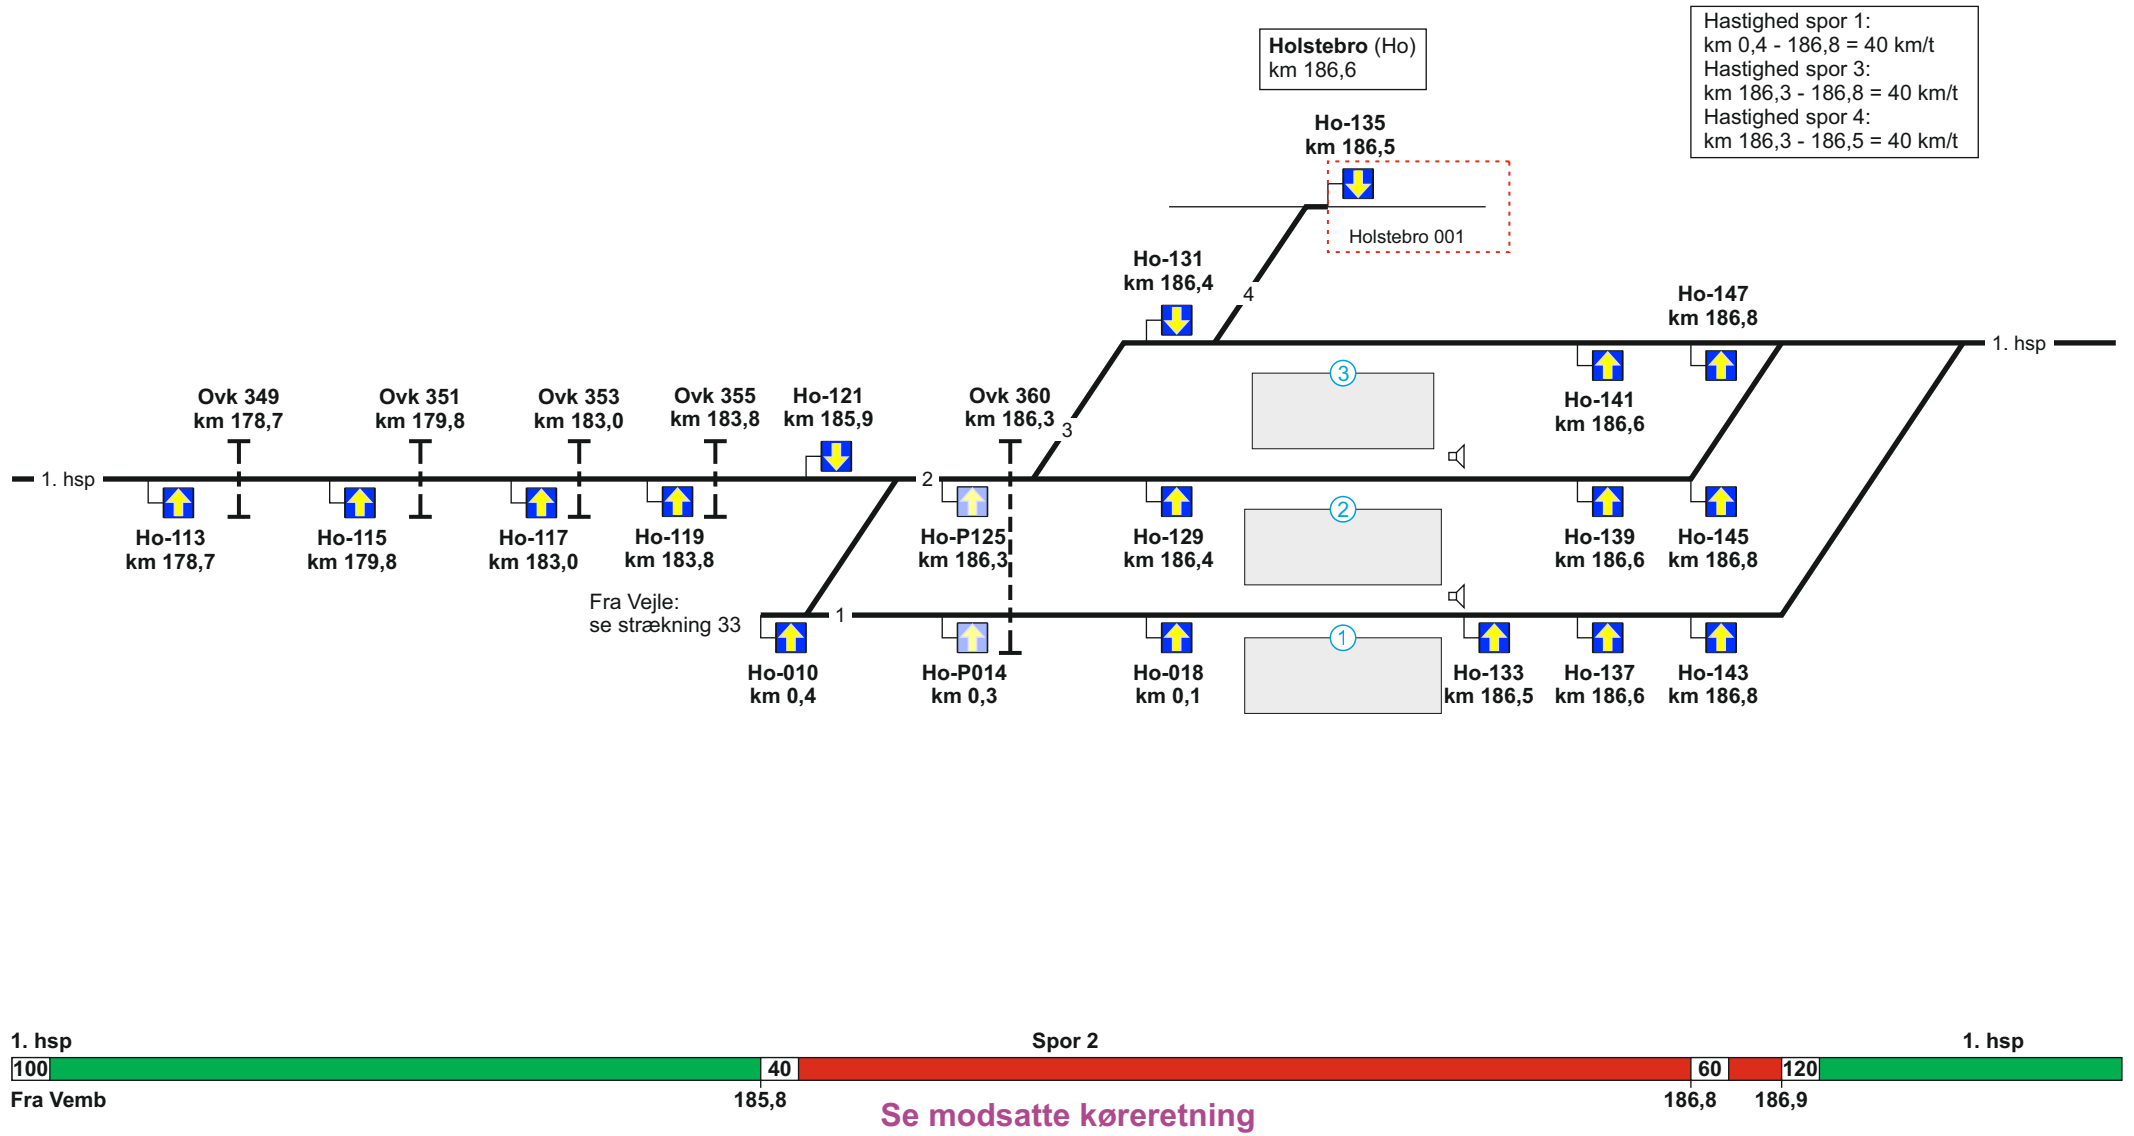 Hastighed spor 1:
km 0,4 - 186,8 = 40 km/t
Hastighed spor 3:
km 186,3 - 186,8 = 40 km/t
Hastighed spor 4:
km 186,3 - 186,5 = 40 km/t
Holstebro (Ho)
km 186,6
Ho-135
km 186,5
Holstebro 001
Ho-131
km 186,4
4
Ho-147
km 186,8
1. hsp
3
Ho-141
km 186,6
Ovk 349
km 178,7
Ovk 351
km 179,8
Ovk 353
km 183,0
Ovk 355
km 183,8
Ho-121
km 185,9
Ovk 360
km 186,3
3
1. hsp
2
Ho-113
km 178,7
Ho-115
km 179,8
Ho-117
km 183,0
Ho-119
km 183,8
Ho-P125
km 186,3
Ho-129
km 186,4
2
Ho-139
km 186,6
Ho-145
km 186,8
Fra Vejle:
se strækning 33
1
Ho-010
km 0,4
Ho-P014
km 0,3
Ho-018
km 0,1
1
Ho-133
km 186,5
Ho-137
km 186,6
Ho-143
km 186,8
1. hsp
Spor 2
1. hsp
100
40
60
120
Fra Vemb
185,8
186,8
186,9
Se modsatte køreretning